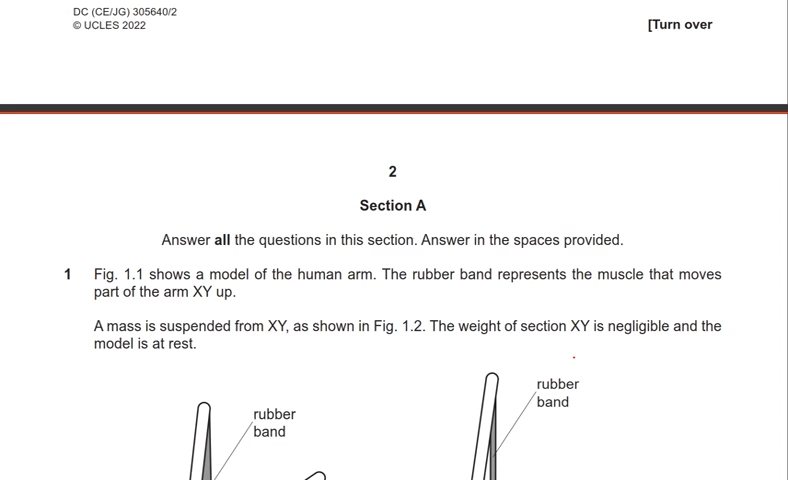 DC (CE/JG) 305640/2
© UCLES 2022
[Turn over
2
Section A
Answer all the questions in this section. Answer in the spaces provided.
1 Fig. 1.1 shows a model of the human arm. The rubber band represents the muscle that moves
part of the arm XY up.
A mass is suspended from XY, as shown in Fig. 1.2. The weight of section XY is negligible and the
model is at rest.
rubber
band
rubber
band